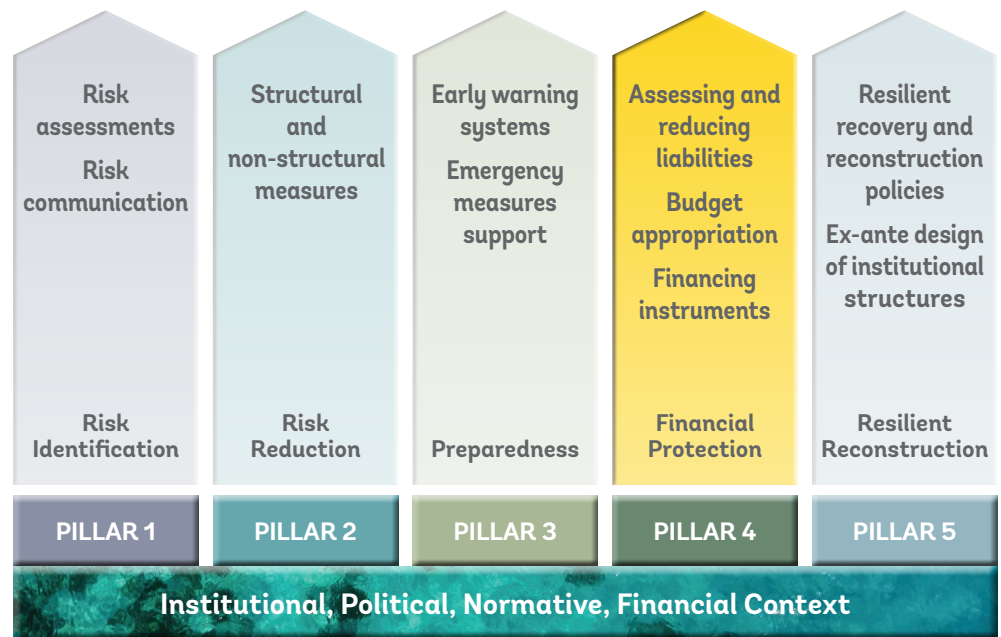 Risk
assessments
Risk
communication
Risk
Identification
PILLAR 1
Structural
and
non-structural
measures
Risk
Reduction
PILLAR 2
Early warning
systems
Emergency
measures
support
Preparedness
PILLAR 3
Assessing and
reducing
liabilities
Budget
appropriation
Financing
instruments
Financial
Protection
PILLAR 4
Resilient
recovery and
reconstruction
policies
Ex-ante design
of institutional
structures
Resilient
Reconstruction
PILLAR 5
Institutional, Political, Normative, Financial Context